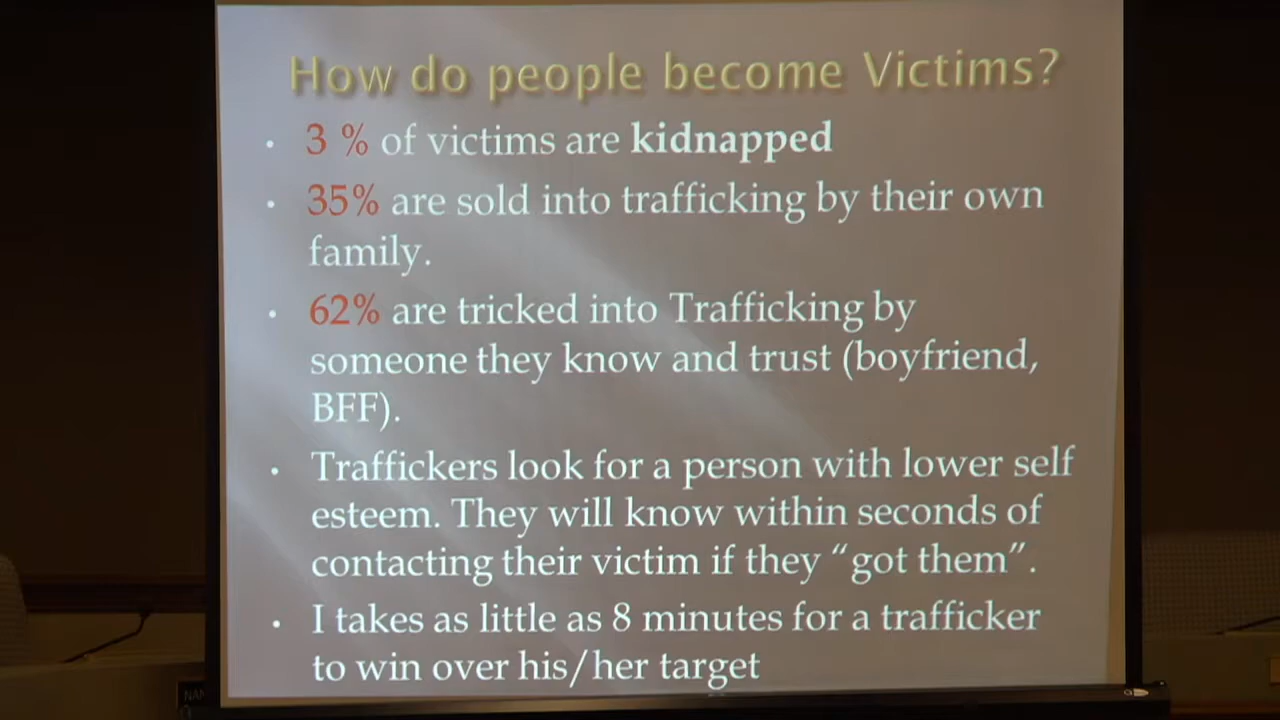 How do people become Victims?
• 3 % of victims are kidnapped
• 35% are sold into trafficking by their own
family.
• 62% are tricked into Trafficking by
someone they know and trust (boyfriend,
BFF).
• Traffickers look for a person with lower self
esteem. They will know within seconds of
contacting their victim if they “got them”.
• I takes as little as 8 minutes for a trafficker
to win over his/her target